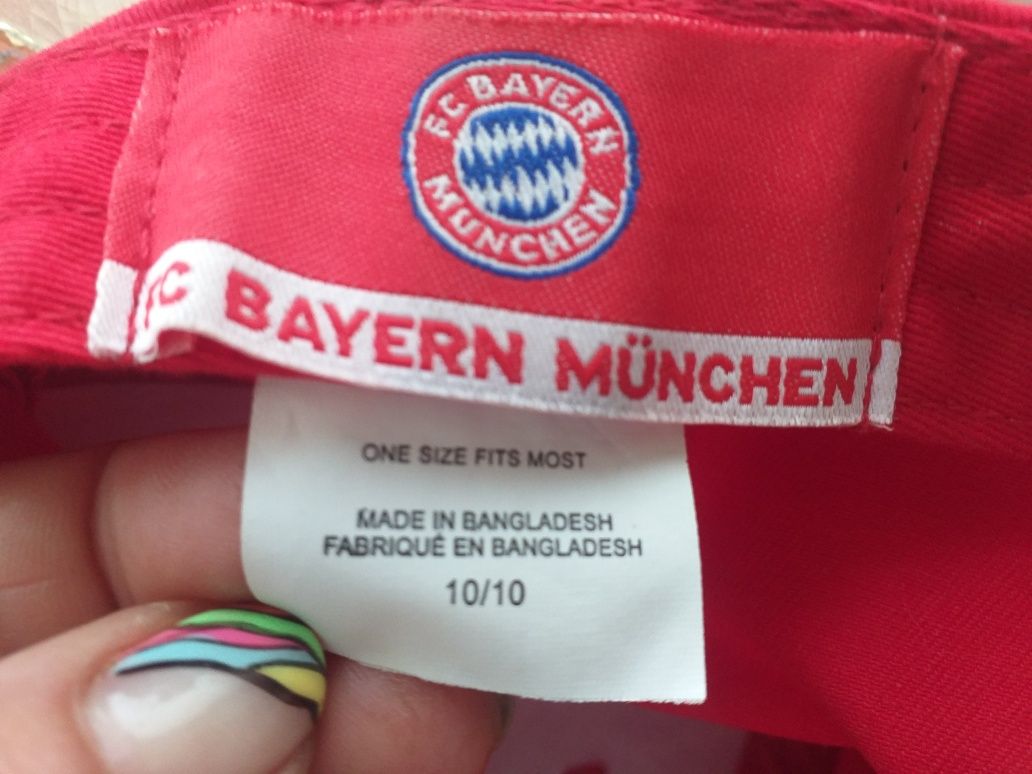 FC BAYERN
MÜNCHEN
FC BAYERN MÜNCHEN
ONE SIZE FITS MOST
MADE IN BANGLADESH
FABRIQUÉ EN BANGLADESH
10/10